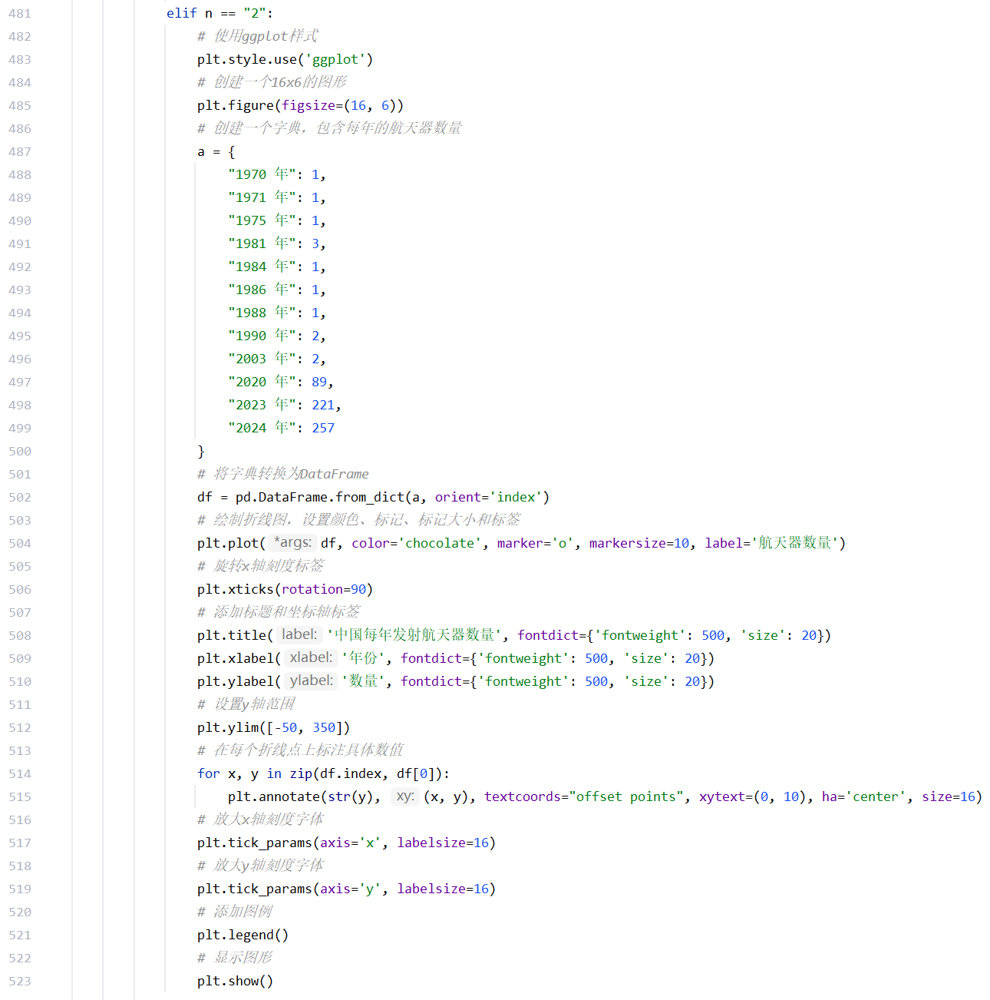 481 elif n == "2":
482 # 使用ggplot样式
483 plt.style.use('ggplot')
484 # 创建一个16x6的图形
485 plt.figure(figsize=(16, 6))
486 # 创建一个字典，包含每年的航天器数量
487 a = {
488 "1970 年": 1,
489 "1971 年": 1,
490 "1975 年": 1,
491 "1981 年": 3,
492 "1984 年": 1,
493 "1986 年": 1,
494 "1988 年": 1,
495 "1990 年": 2,
496 "2003 年": 2,
497 "2020 年": 89,
498 "2023 年": 221,
499 "2024 年": 257
500 }
501 # 将字典转换为DataFrame
502 df = pd.DataFrame.from_dict(a, orient='index')
503 # 绘制折线图，设置颜色、标记、标记大小和标签
504 plt.plot( *args: df, color='chocolate', marker='o', markersize=10, label='航天器数量')
505 # 旋转x轴刻度标签
506 plt.xticks(rotation=90)
507 # 添加标题和坐标轴标签
508 plt.title( label: '中国每年发射航天器数量', fontdict={'fontweight': 500, 'size': 20})
509 plt.xlabel( xlabel: '年份', fontdict={'fontweight': 500, 'size': 20})
510 plt.ylabel( ylabel: '数量', fontdict={'fontweight': 500, 'size': 20})
511 # 设置y轴范围
512 plt.ylim([-50, 350])
513 # 在每个折线点上标注具体数值
514 for x, y in zip(df.index, df[0]):
515 plt.annotate(str(y), xy: (x, y), textcoords="offset points", xytext=(0, 10), ha='center', size=16)
516 # 放大x轴刻度字体
517 plt.tick_params(axis='x', labelsize=16)
518 # 放大y轴刻度字体
519 plt.tick_params(axis='y', labelsize=16)
520 # 添加图例
521 plt.legend()
522 # 显示图形
523 plt.show()